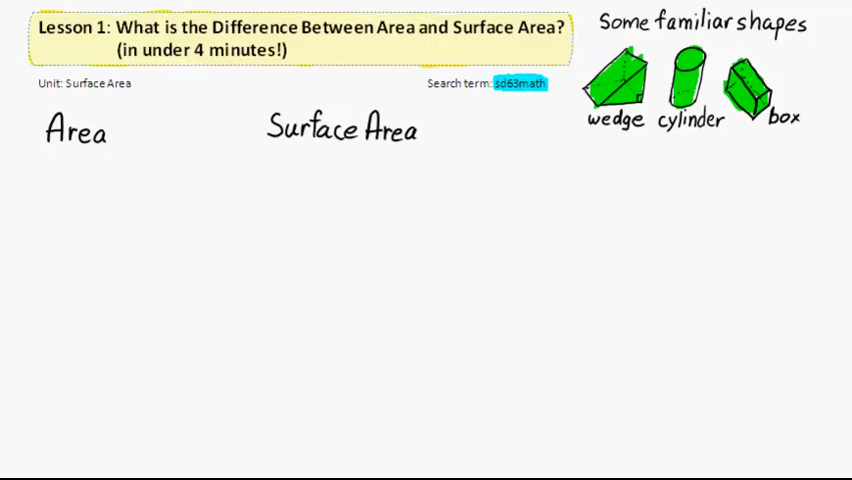 Lesson 1: What is the Difference Between Area and Surface Area?
(in under 4 minutes!)
Unit: Surface Area
Search term: sd63math
Some familiar shapes
wedge cylinder box
Area
Surface Area